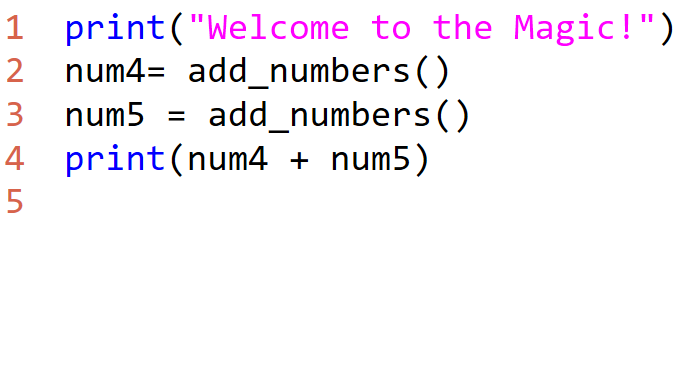 1 print("Welcome to the Magic!")
2 num4= add_numbers()
3 num5 = add_numbers()
4 print(num4 + num5)
5